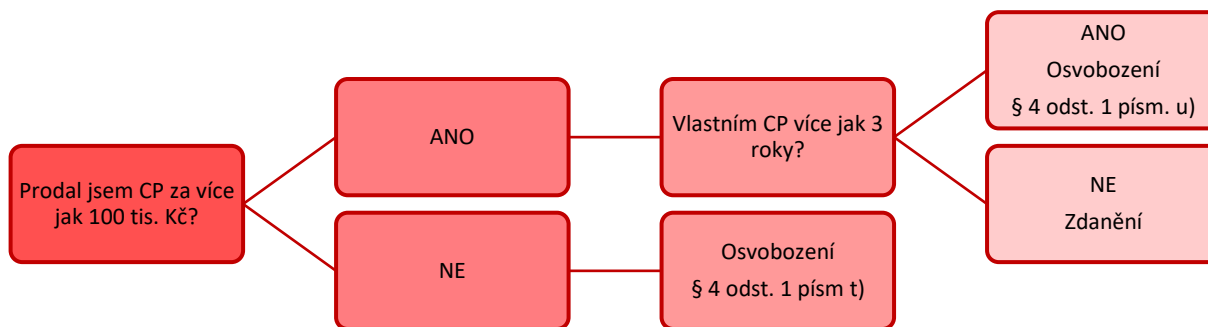 Prodal jsem CP za více
jak 100 tis. Kč?
ANO
NE
Vlastním CP více jak 3
roky?
Osvobození
§ 4 odst. 1 písm t)
ANO
Osvobození
§ 4 odst. 1 písm. u)
NE
Zdanění